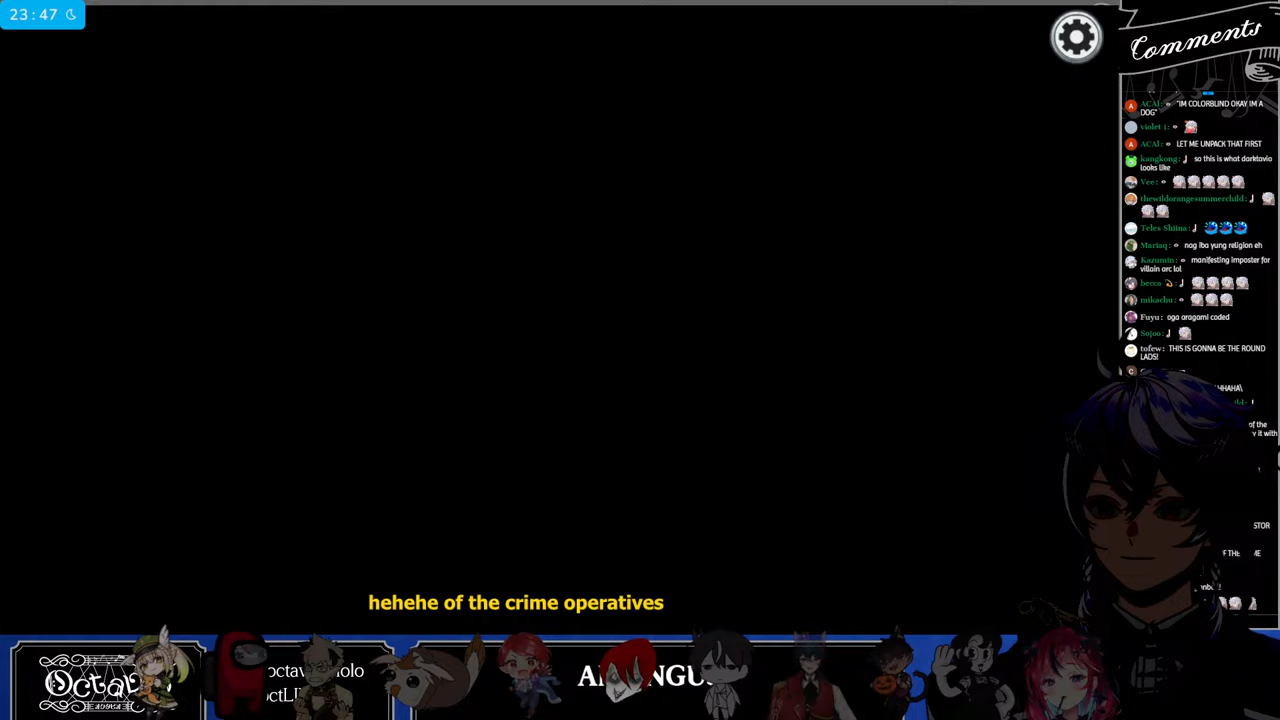 23:47
Comments
ACAI: "IM COLORBLIND OKAY IM A
DOG"
violet i:
ACAI: LET ME UNPACK THAT FIRST
kangkong: so this is what darktavio
looks like
Vee:
thewildorangesummerchild:
Teles Shiina:
Mariaq: nag iba yung religion eh
Kazumin: manifesting imposter for
villain arc lol
becca:
mikachu:
Fuyu: oga aragami coded
Sojoo:
tofew: THIS IS GONNA BE THE ROUND
LADS!
hehehe of the crime operatives